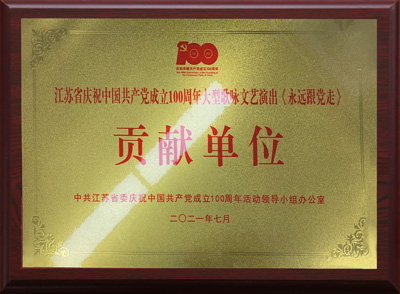 100
江苏省庆祝中国共产党成立100周年大型歌咏文艺演出《永远跟党走》
贡献单位
中共江苏省委庆祝中国共产党成立100周年活动领导小组办公室
二〇二一年七月